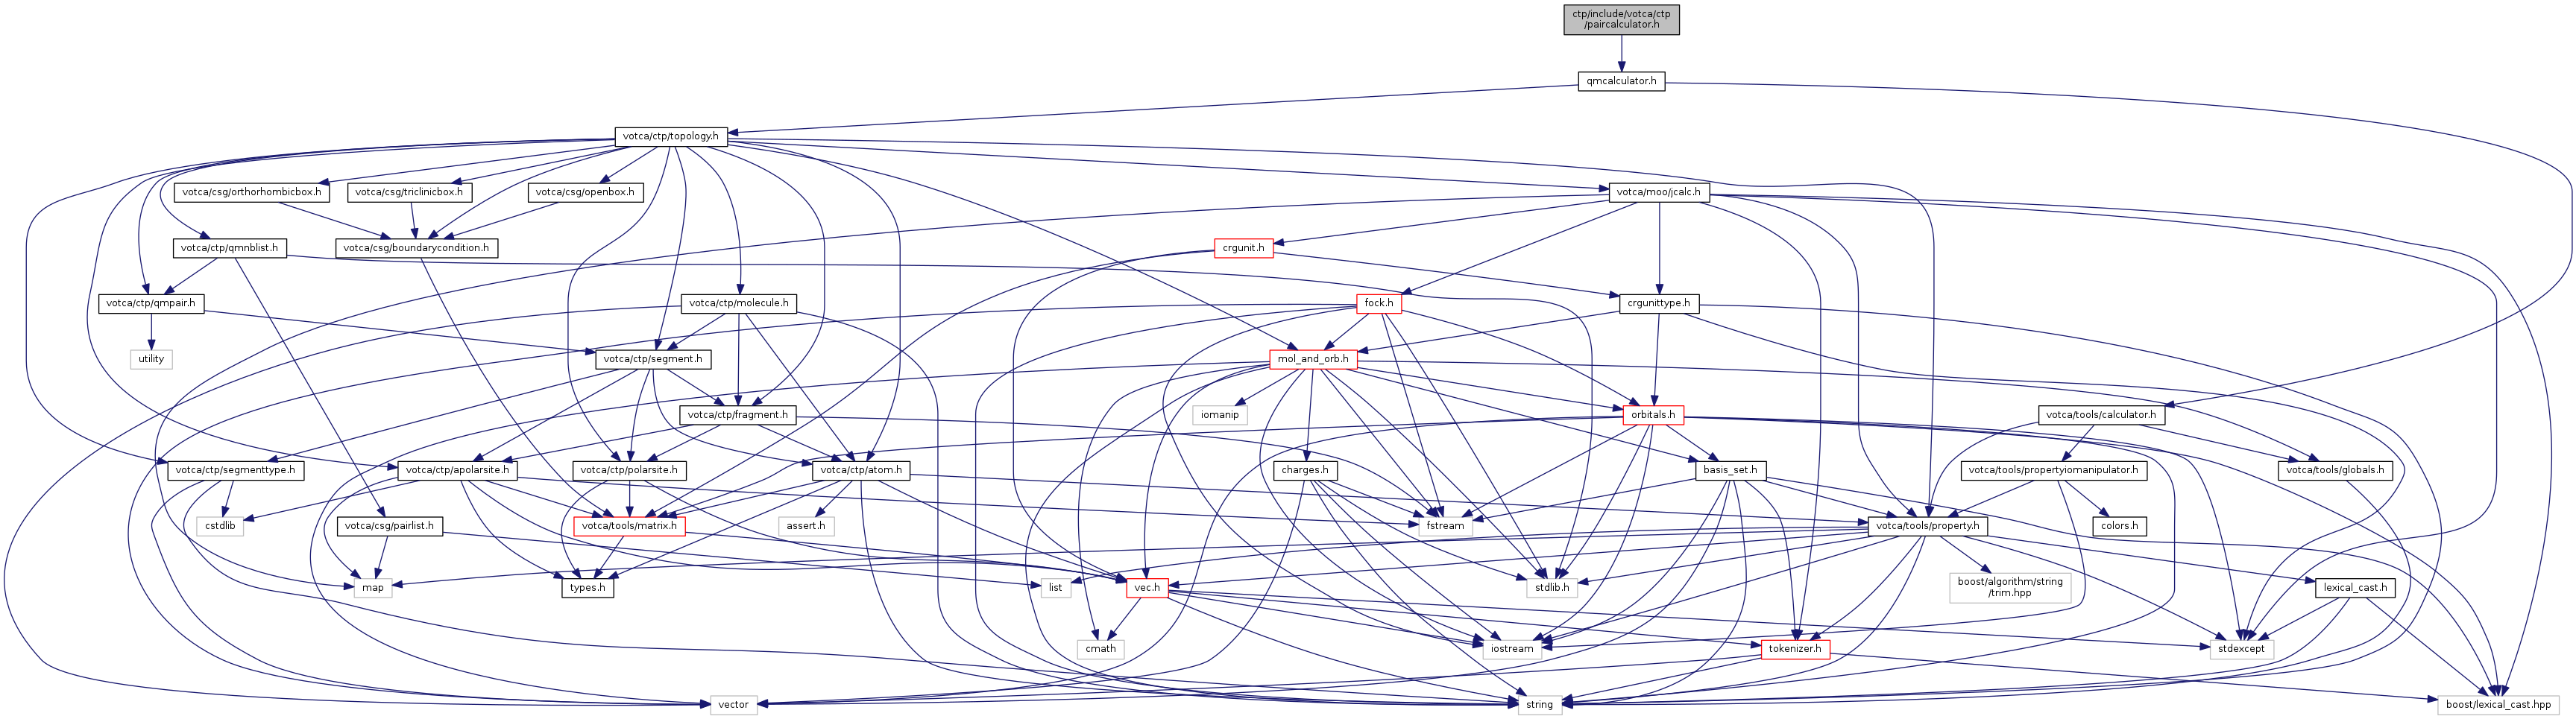 ctp/include/votca/ctp
/paircalculator.h
qmcalculator.h
votca/ctp/topology.h
votca/csg/orthorhombicbox.h
votca/csg/triclinicbox.h
votca/csg/openbox.h
votca/moo/jcalc.h
votca/ctp/qmnblist.h
votca/csg/boundarycondition.h
crgunit.h
votca/ctp/qmpair.h
votca/ctp/molecule.h
fock.h
crgunittype.h
utility
votca/ctp/segment.h
mol_and_orb.h
votca/ctp/fragment.h
iomanip
orbitals.h
votca/tools/calculator.h
votca/ctp/segmenttype.h
votca/ctp/apolarsite.h
votca/ctp/polarsite.h
votca/ctp/atom.h
charges.h
basis_set.h
votca/tools/propertyiomanipulator.h
votca/tools/globals.h
cstdlib
votca/csg/pairlist.h
votca/tools/matrix.h
assert.h
fstream
votca/tools/property.h
colors.h
map
types.h
list
vec.h
stdlib.h
boost/algorithm/string
/trim.hpp
lexical_cast.h
cmath
iostream
tokenizer.h
stdexcept
vector
string
boost/lexical_cast.hpp